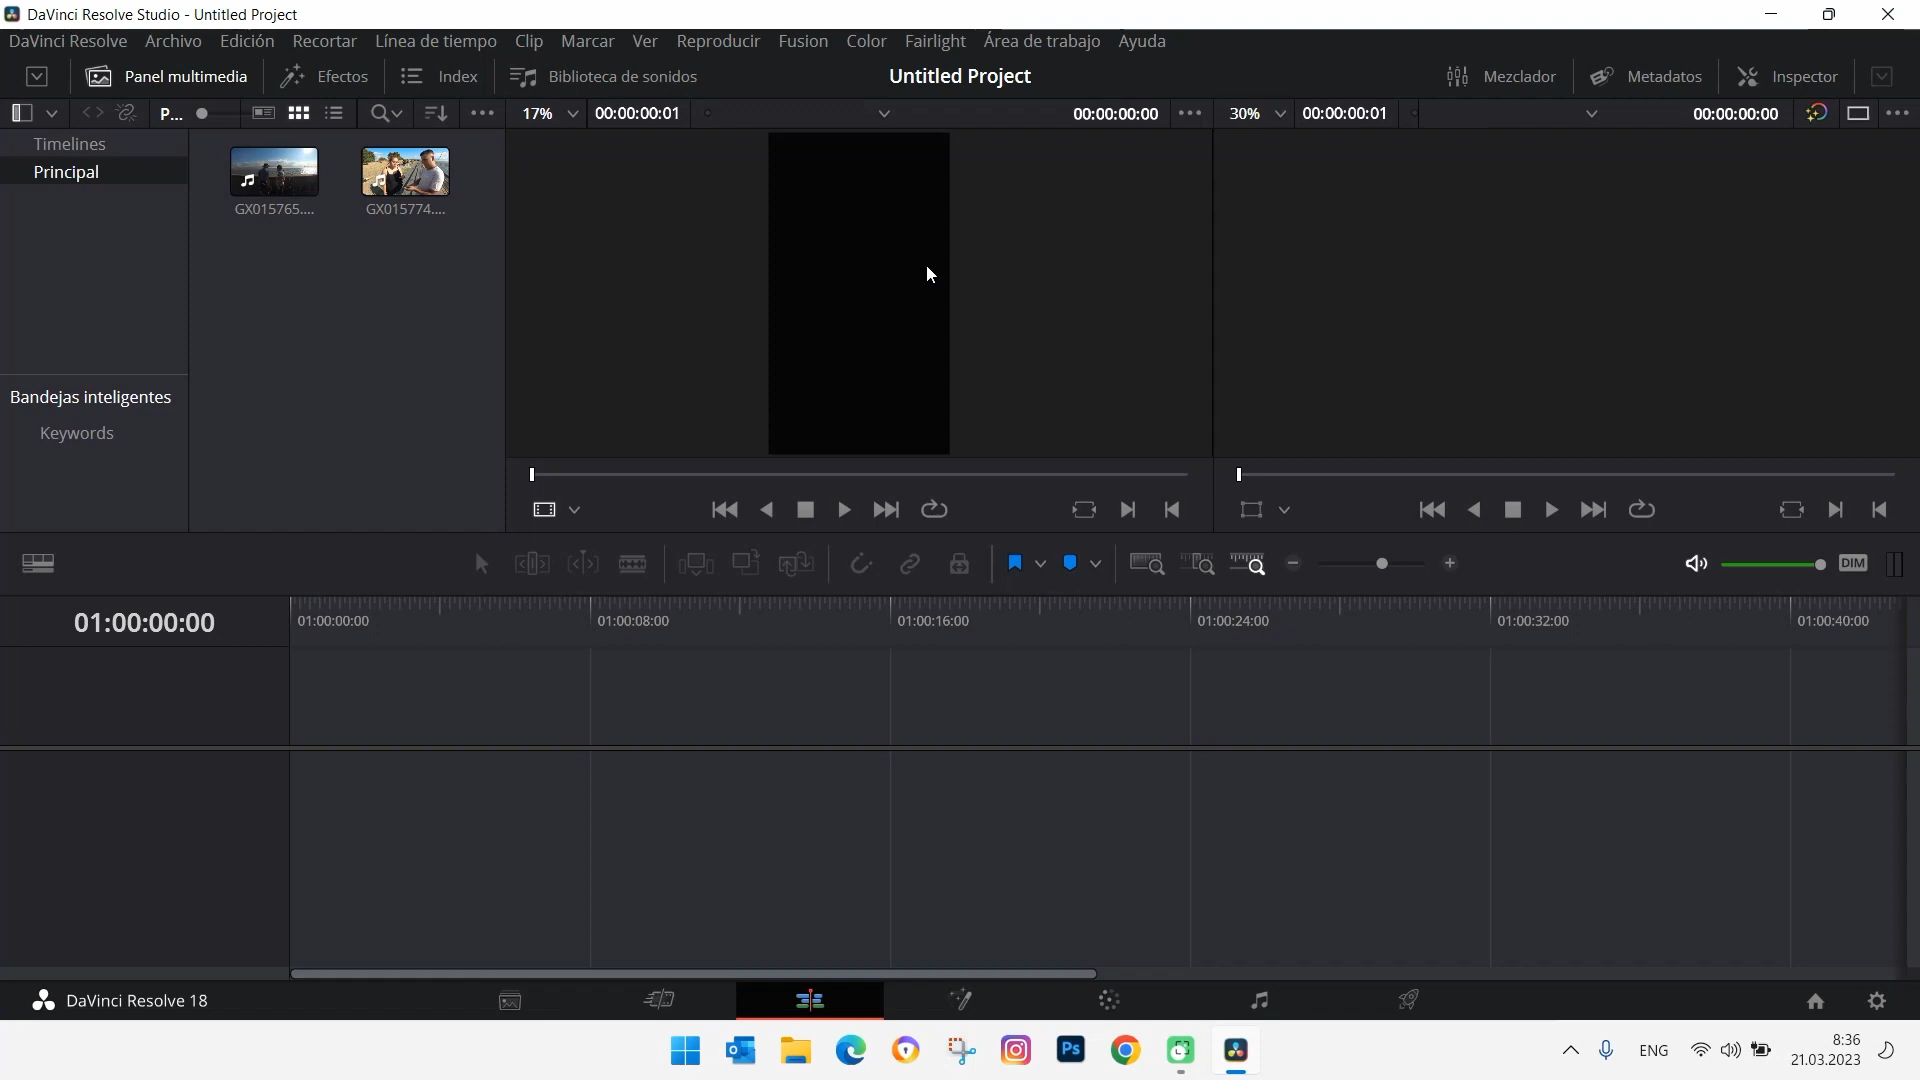 DaVinci Resolve Studio - Untitled Project
DaVinci Resolve Archivo Edición Recortar Línea de tiempo Clip Marcar Ver Reproducir Fusion Color Fairlight Área de trabajo Ayuda
Panel multimedia Efectos Index Biblioteca de sonidos Untitled Project Mezclador Metadatos Inspector
P... 17% 00:00:00:01 00:00:00:00 30% 00:00:00:01 00:00:00:00
Timelines
Principal
GX015765.... GX015774....
Bandejas inteligentes
Keywords
DIM
01:00:00:00 01:00:00:00 01:00:08:00 01:00:16:00 01:00:24:00 01:00:32:00 01:00:40:00
DaVinci Resolve 18
Ps
ENG
8:36
21.03.2023